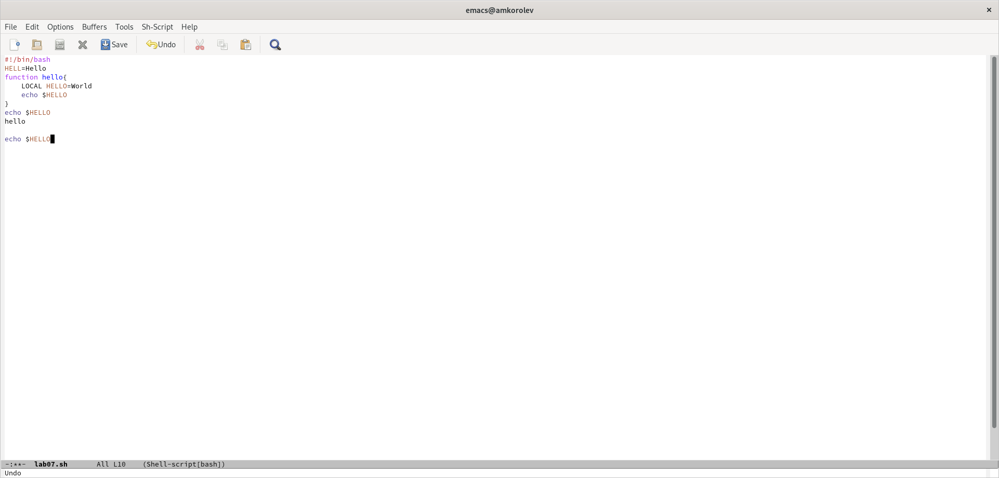 emacs@amkorolev
File Edit Options Buffers Tools Sh-Script Help
Save Undo
#!/bin/bash
HELL=Hello
function hello{
    LOCAL HELLO=World
    echo $HELLO
}
echo $HELLO
hello

echo $HELLO
-:**-  lab07.sh       All L10    (Shell-script[bash])
Undo